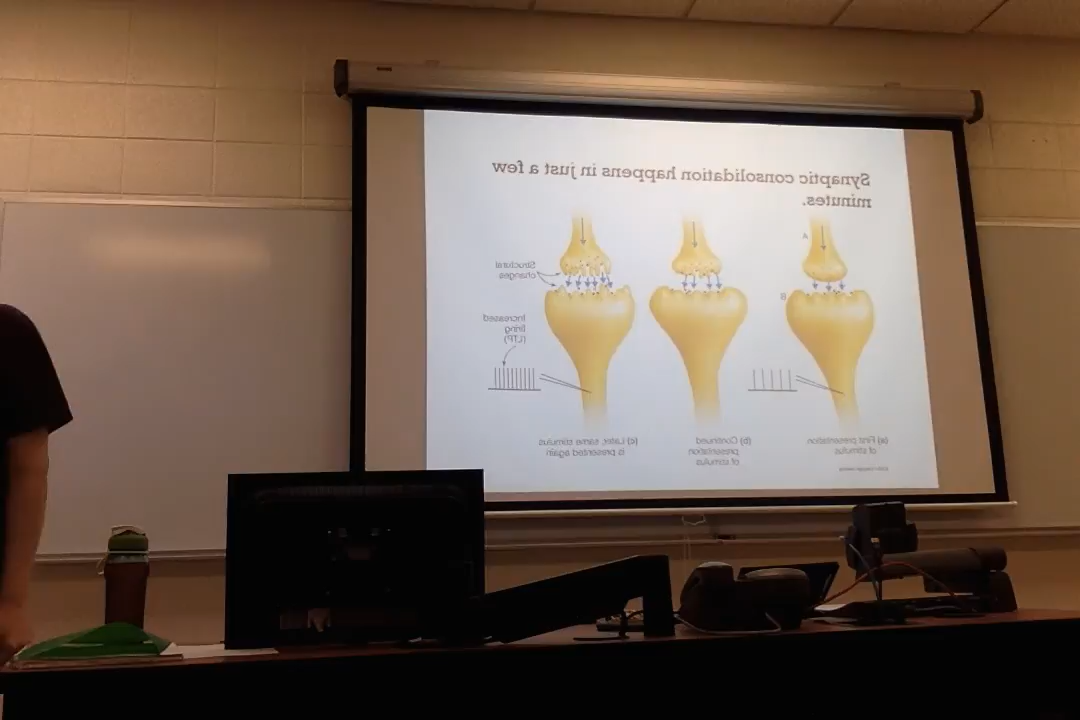 Synaptic consolidation happens in just a few
minutes.
A
B
Structural
changes
Increased
firing
(LTP)
(a) First presentation
of stimulus
(b) Continued
presentation
of stimulus
(c) Later, same stimulus
is presented again